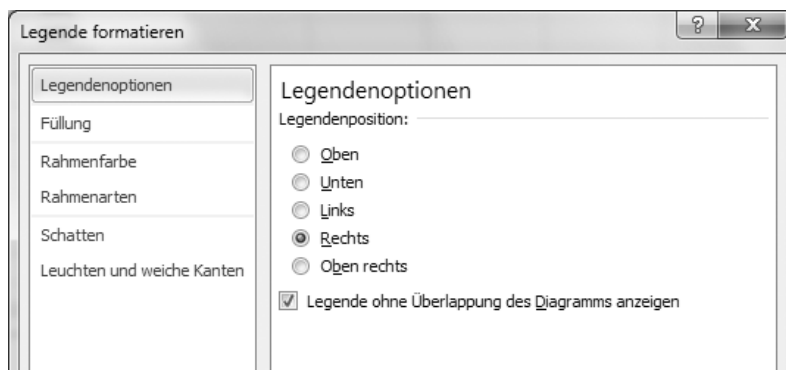 Legende formatieren
Legendenoptionen
Füllung
Rahmenfarbe
Rahmenarten
Schatten
Leuchten und weiche Kanten
Legendenoptionen
Legendenposition:
Oben
Unten
Links
Rechts
Oben rechts
Legende ohne Überlappung des Diagramms anzeigen